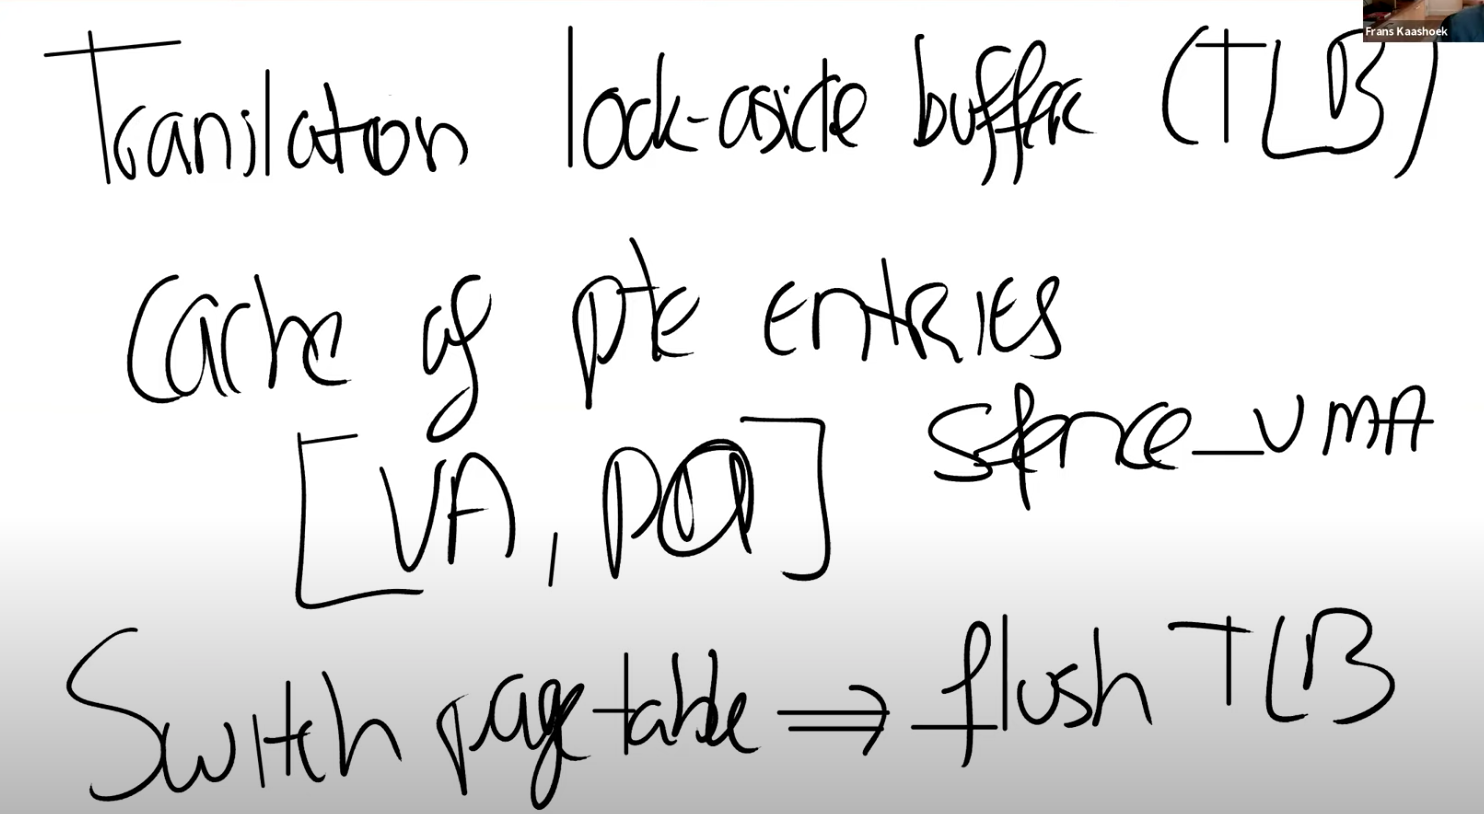 Frans Kaashoek
Translation look-aside buffer (TLB)
Cache of pte entries
sfence_VMA
[VA, PA]
Switch page table ⇒ flush TLB